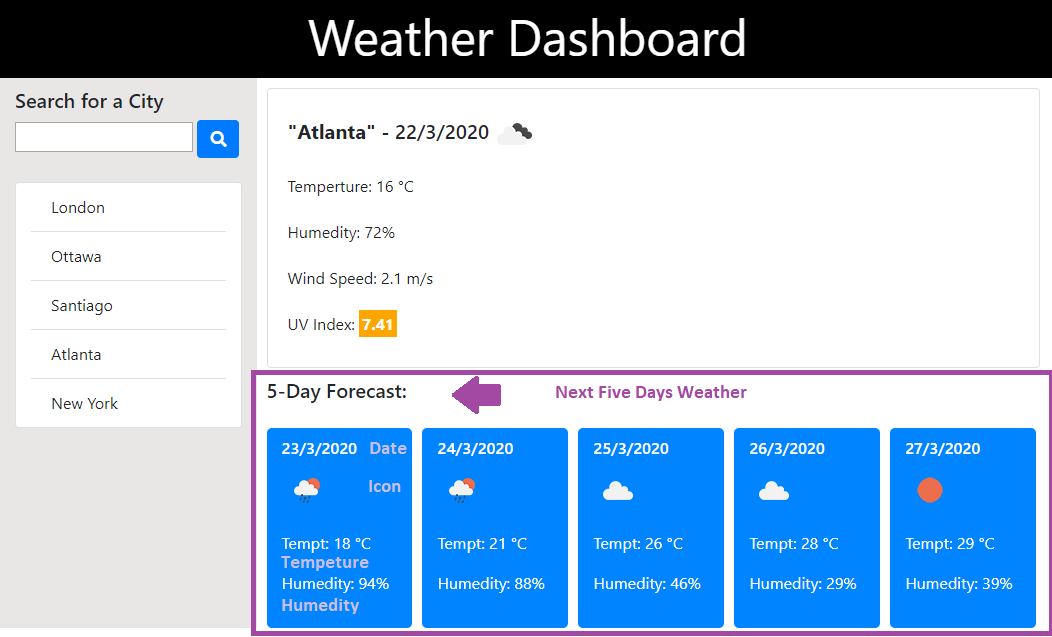 Weather Dashboard
Search for a City
London
Ottawa
Santiago
Atlanta
New York
"Atlanta" - 22/3/2020
Temperture: 16 °C
Humedity: 72%
Wind Speed: 2.1 m/s
UV Index: 7.41
5-Day Forecast:
Next Five Days Weather
23/3/2020 Date
Icon
Tempt: 18 °C
Tempeture
Humedity: 94%
Humedity
24/3/2020
Tempt: 21 °C
Humedity: 88%
25/3/2020
Tempt: 26 °C
Humedity: 46%
26/3/2020
Tempt: 28 °C
Humedity: 29%
27/3/2020
Tempt: 29 °C
Humedity: 39%